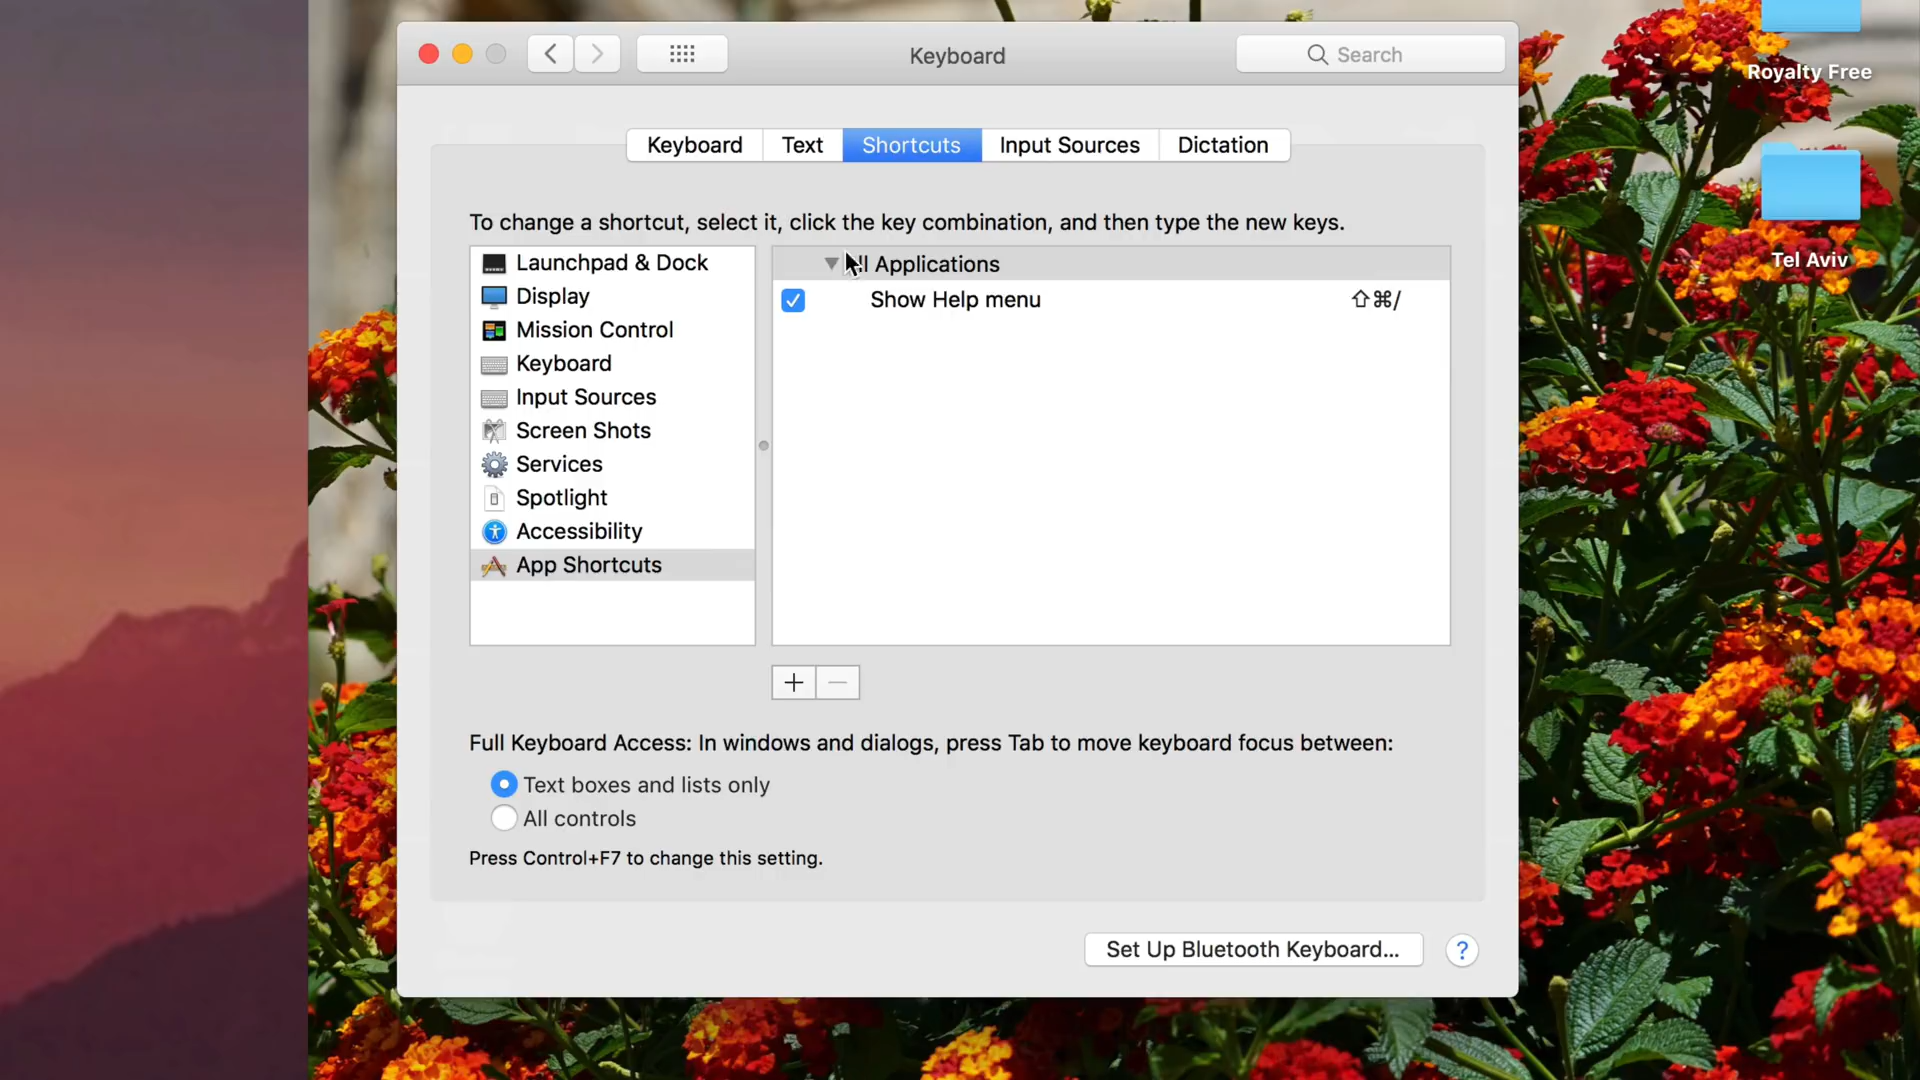 Keyboard
Search
Royalty Free
Keyboard
Text
Shortcuts
Input Sources
Dictation
To change a shortcut, select it, click the key combination, and then type the new keys.
Tel Aviv
Launchpad & Dock
Display
Mission Control
Keyboard
Input Sources
Screen Shots
Services
Spotlight
Accessibility
App Shortcuts
All Applications
Show Help menu ⇧⌘/
Full Keyboard Access: In windows and dialogs, press Tab to move keyboard focus between:
Text boxes and lists only
All controls
Press Control+F7 to change this setting.
Set Up Bluetooth Keyboard...
?